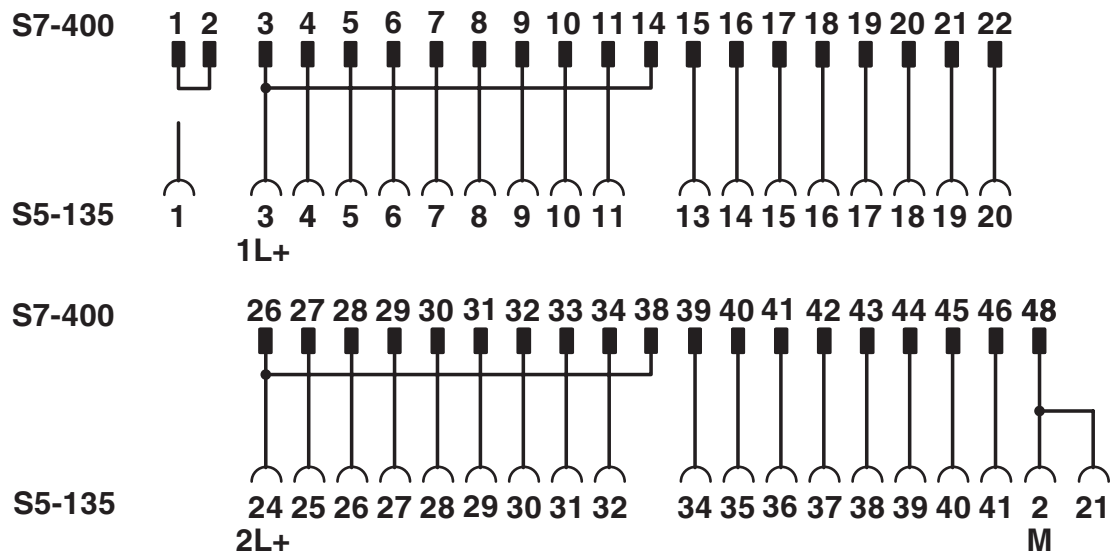 S7-400 1 2 3 4 5 6 7 8 9 10 11 14 15 16 17 18 19 20 21 22
S5-135 1 3 4 5 6 7 8 9 10 11 13 14 15 16 17 18 19 20
1L+
S7-400 26 27 28 29 30 31 32 33 34 38 39 40 41 42 43 44 45 46 48
S5-135 24 25 26 27 28 29 30 31 32 34 35 36 37 38 39 40 41 2 21
2L+ M